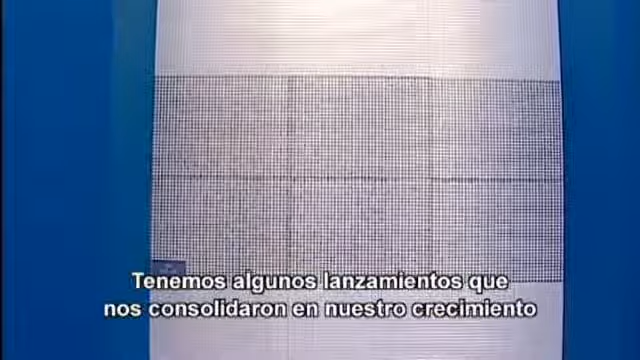 Tenemos algunos lanzamientos que
nos consolidaron en nuestro crecimiento